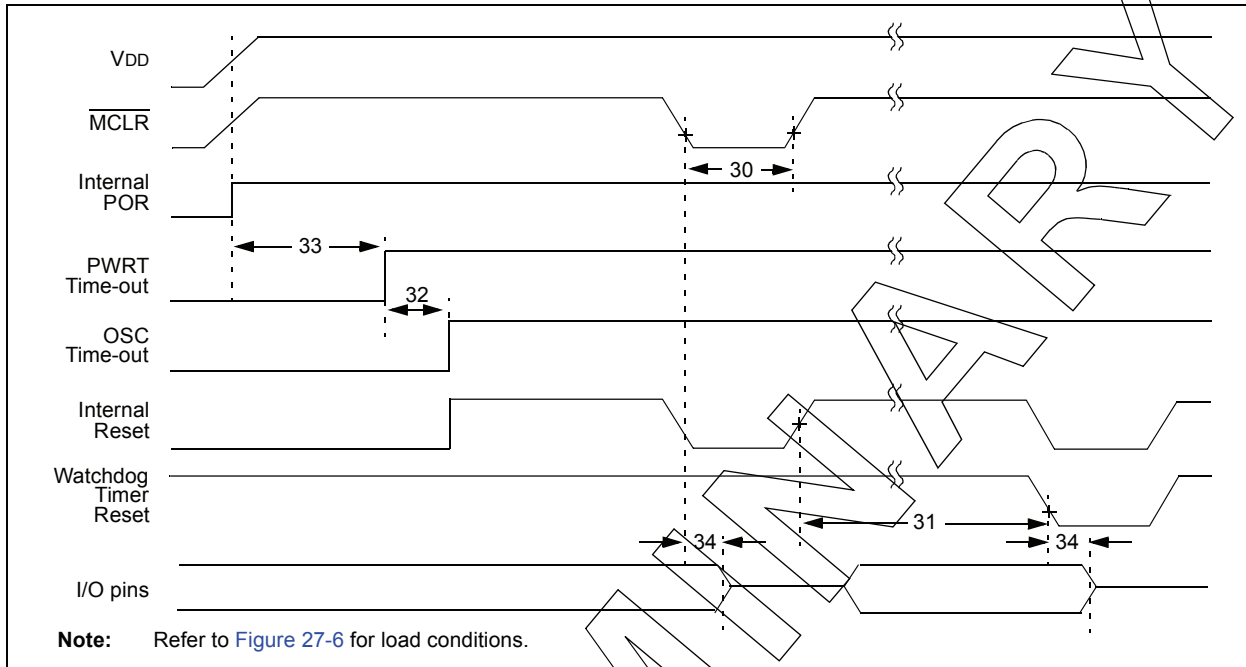 VDD
MCLR
30
Internal
POR
33
PWRT
Time-out
32
OSC
Time-out
Internal
Reset
Watchdog
Timer
Reset
31
34
34
I/O pins
Note: Refer to Figure 27-6 for load conditions.